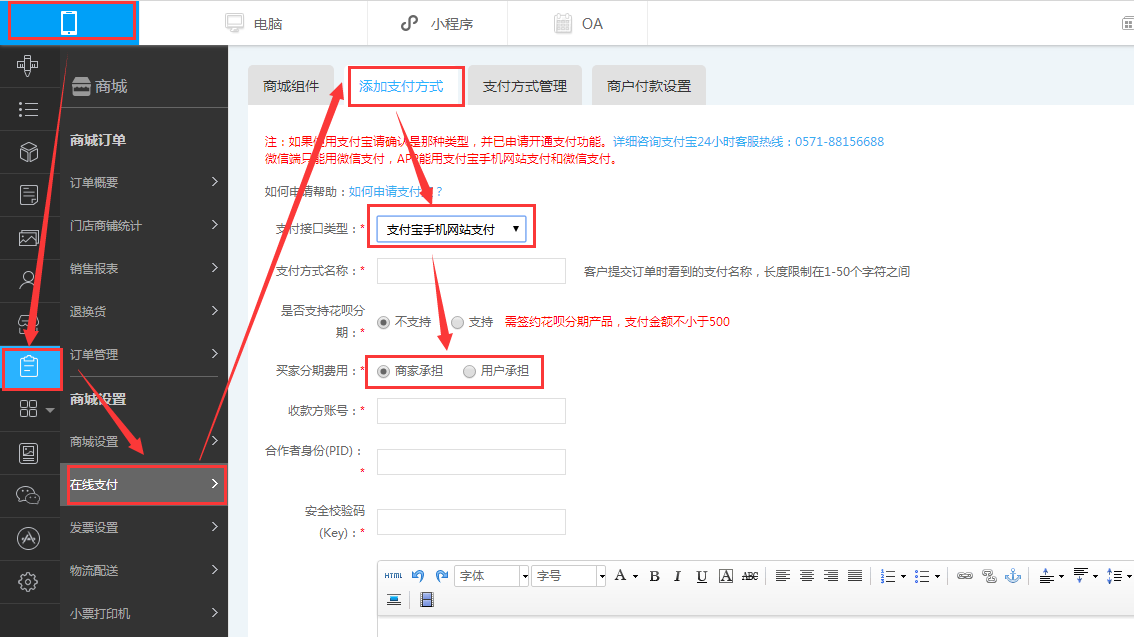 电脑
小程序
OA
商城
商城订单
订单概要
门店商铺统计
销售报表
退换货
订单管理
商城设置
商城设置
在线支付
发票设置
物流配送
小票打印机
商城组件
添加支付方式
支付方式管理
商户付款设置
注：如果使用支付宝请确认是那种类型，并已申请开通支付功能。详细咨询支付宝24小时客服热线：0571-88156688
微信端只能用微信支付，APP能用支付宝手机网站支付和微信支付。
如何申请帮助：如何申请支付宝？
支付接口类型：*
支付宝手机网站支付
支付方式名称：*
客户提交订单时看到的支付名称，长度限制在1-50个字符之间
是否支持花呗分
期：*
不支持
支持
需签约花呗分期产品，支付金额不小于500
买家分期费用：*
商家承担
用户承担
收款方账号：*
合作者身份(PID)：
*
安全校验码
(Key)：*
HTML
字体
字号
A
B
I
U
A
ABC